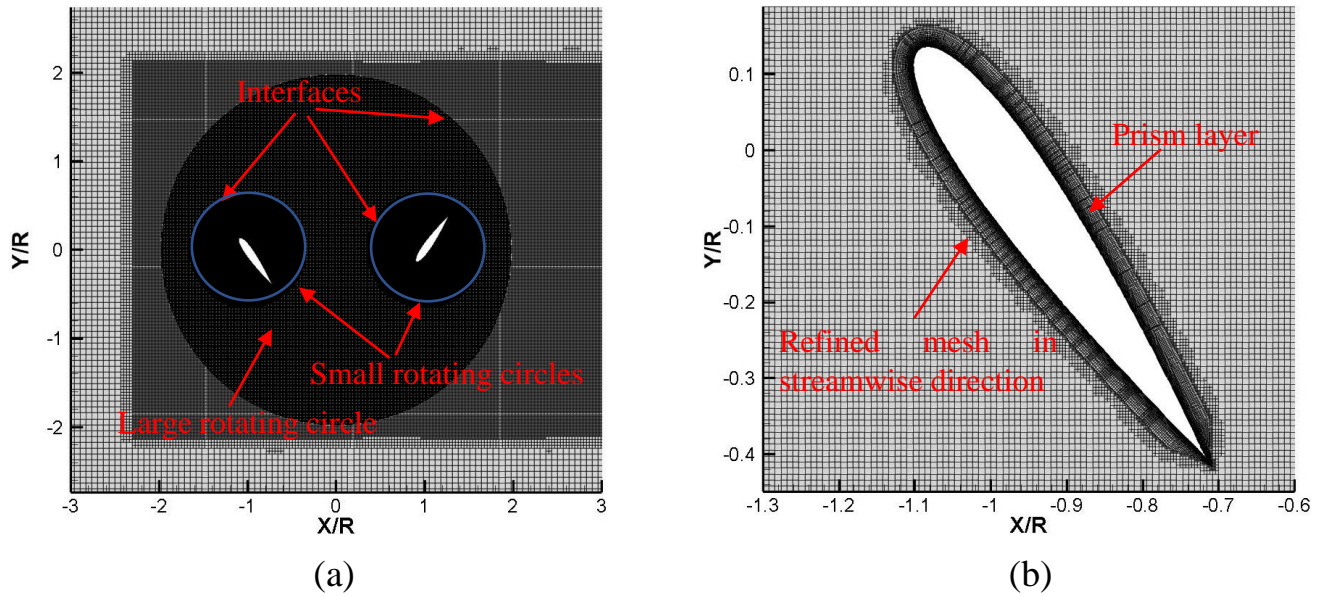 2
1
0
-1
-2
Y/R
Interfaces
Small rotating circles
Large rotating circle
-3
-2
-1
0
1
2
3
X/R
(a)
0.1
0
-0.1
-0.2
-0.3
-0.4
Y/R
Prism layer
Refined mesh in
streamwise direction
-1.3
-1.2
-1.1
-1
-0.9
-0.8
-0.7
-0.6
X/R
(b)